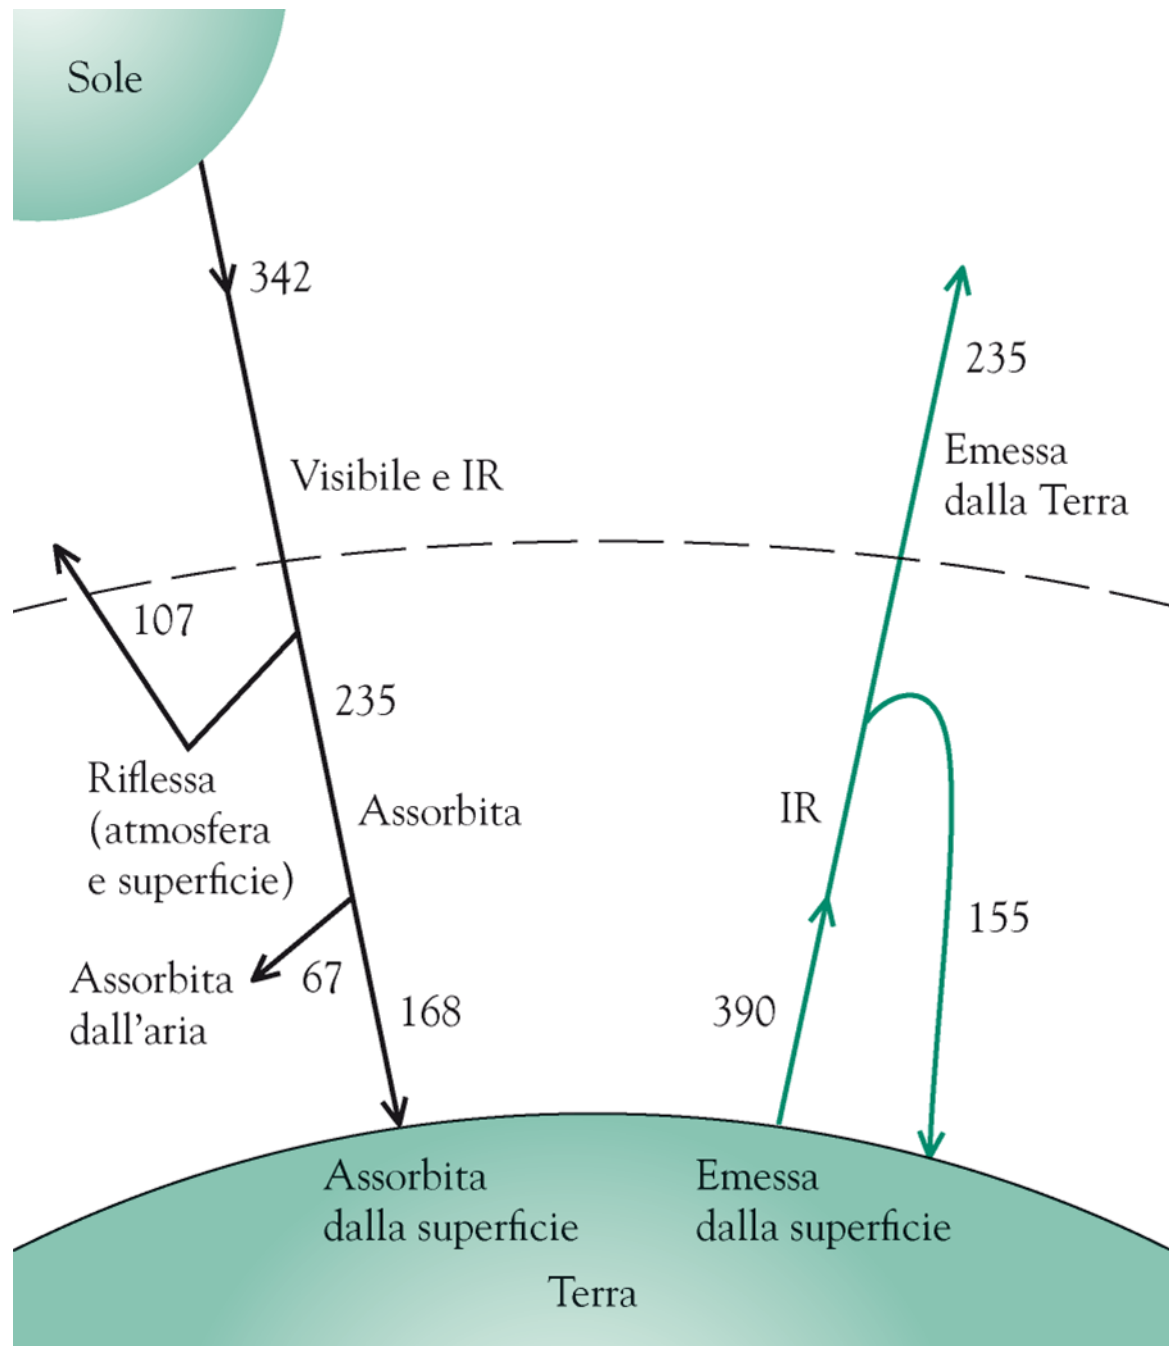 Sole
342
Visibile e IR
107
235
Riflessa
(atmosfera
e superficie)
Assorbita
Assorbita
dall'aria
67
168
Assorbita
dalla superficie
235
Emessa
dalla Terra
IR
155
390
Emessa
dalla superficie
Terra